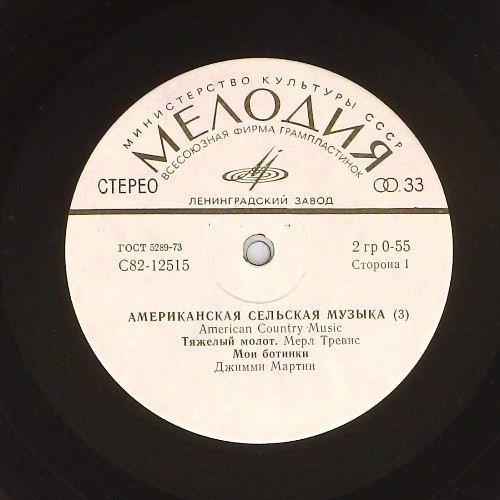 МИНИСТЕРСТВО КУЛЬТУРЫ СССР
МЕЛОДИЯ
ВСЕСОЮЗНАЯ ФИРМА ГРАМПЛАСТИНОК
СТЕРЕО
33
ЛЕНИНГРАДСКИЙ ЗАВОД
ГОСТ 5289-73
2 гр 0-55
С82-12515
Сторона 1
АМЕРИКАНСКАЯ СЕЛЬСКАЯ МУЗЫКА (3)
American Country Music
Тяжелый молот. Мерл Тревис
Мои ботинки
Джимми Мартин